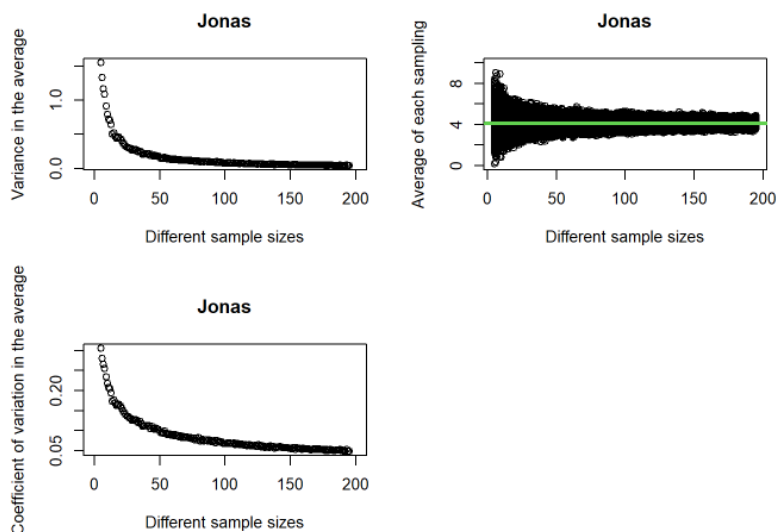 Jonas
Variance in the average
1.0
0.0
0 50 100 150 200
Different sample sizes
Jonas
Average of each sampling
8
4
0
0 50 100 150 200
Different sample sizes
Jonas
Coefficient of variation in the average
0.20
0.05
0 50 100 150 200
Different sample sizes